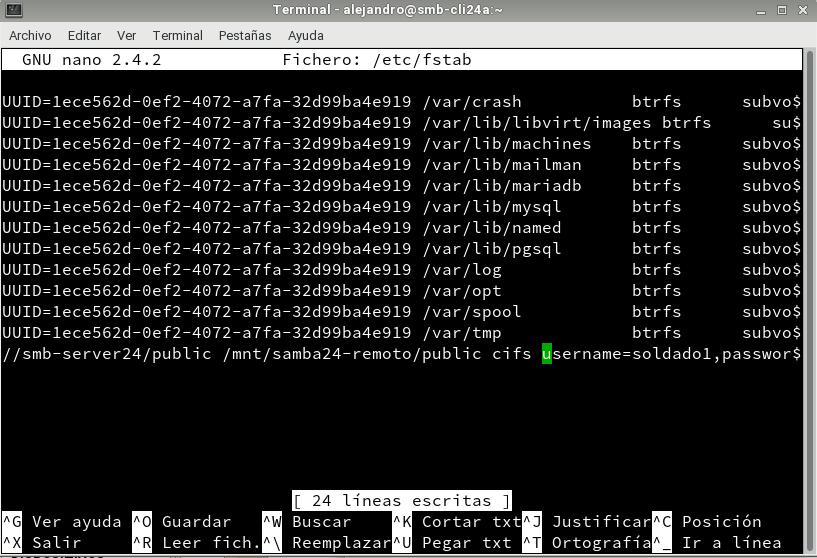 Terminal - alejandro@smb-cli24a:~
Archivo Editar Ver Terminal Pestañas Ayuda
GNU nano 2.4.2 Fichero: /etc/fstab
UUID=1ece562d-0ef2-4072-a7fa-32d99ba4e919 /var/crash btrfs subvo$
UUID=1ece562d-0ef2-4072-a7fa-32d99ba4e919 /var/lib/libvirt/images btrfs su$
UUID=1ece562d-0ef2-4072-a7fa-32d99ba4e919 /var/lib/machines btrfs subvo$
UUID=1ece562d-0ef2-4072-a7fa-32d99ba4e919 /var/lib/mailman btrfs subvo$
UUID=1ece562d-0ef2-4072-a7fa-32d99ba4e919 /var/lib/mariadb btrfs subvo$
UUID=1ece562d-0ef2-4072-a7fa-32d99ba4e919 /var/lib/mysql btrfs subvo$
UUID=1ece562d-0ef2-4072-a7fa-32d99ba4e919 /var/lib/named btrfs subvo$
UUID=1ece562d-0ef2-4072-a7fa-32d99ba4e919 /var/lib/pgsql btrfs subvo$
UUID=1ece562d-0ef2-4072-a7fa-32d99ba4e919 /var/log btrfs subvo$
UUID=1ece562d-0ef2-4072-a7fa-32d99ba4e919 /var/opt btrfs subvo$
UUID=1ece562d-0ef2-4072-a7fa-32d99ba4e919 /var/spool btrfs subvo$
UUID=1ece562d-0ef2-4072-a7fa-32d99ba4e919 /var/tmp btrfs subvo$
//smb-server24/public /mnt/samba24-remoto/public cifs username=soldado1,passwor$
[ 24 líneas escritas ]
^G Ver ayuda ^O Guardar ^W Buscar ^K Cortar txt ^J Justificar ^C Posición
^X Salir ^R Leer fich. ^\ Reemplazar ^U Pegar txt ^T Ortografía ^_ Ir a línea